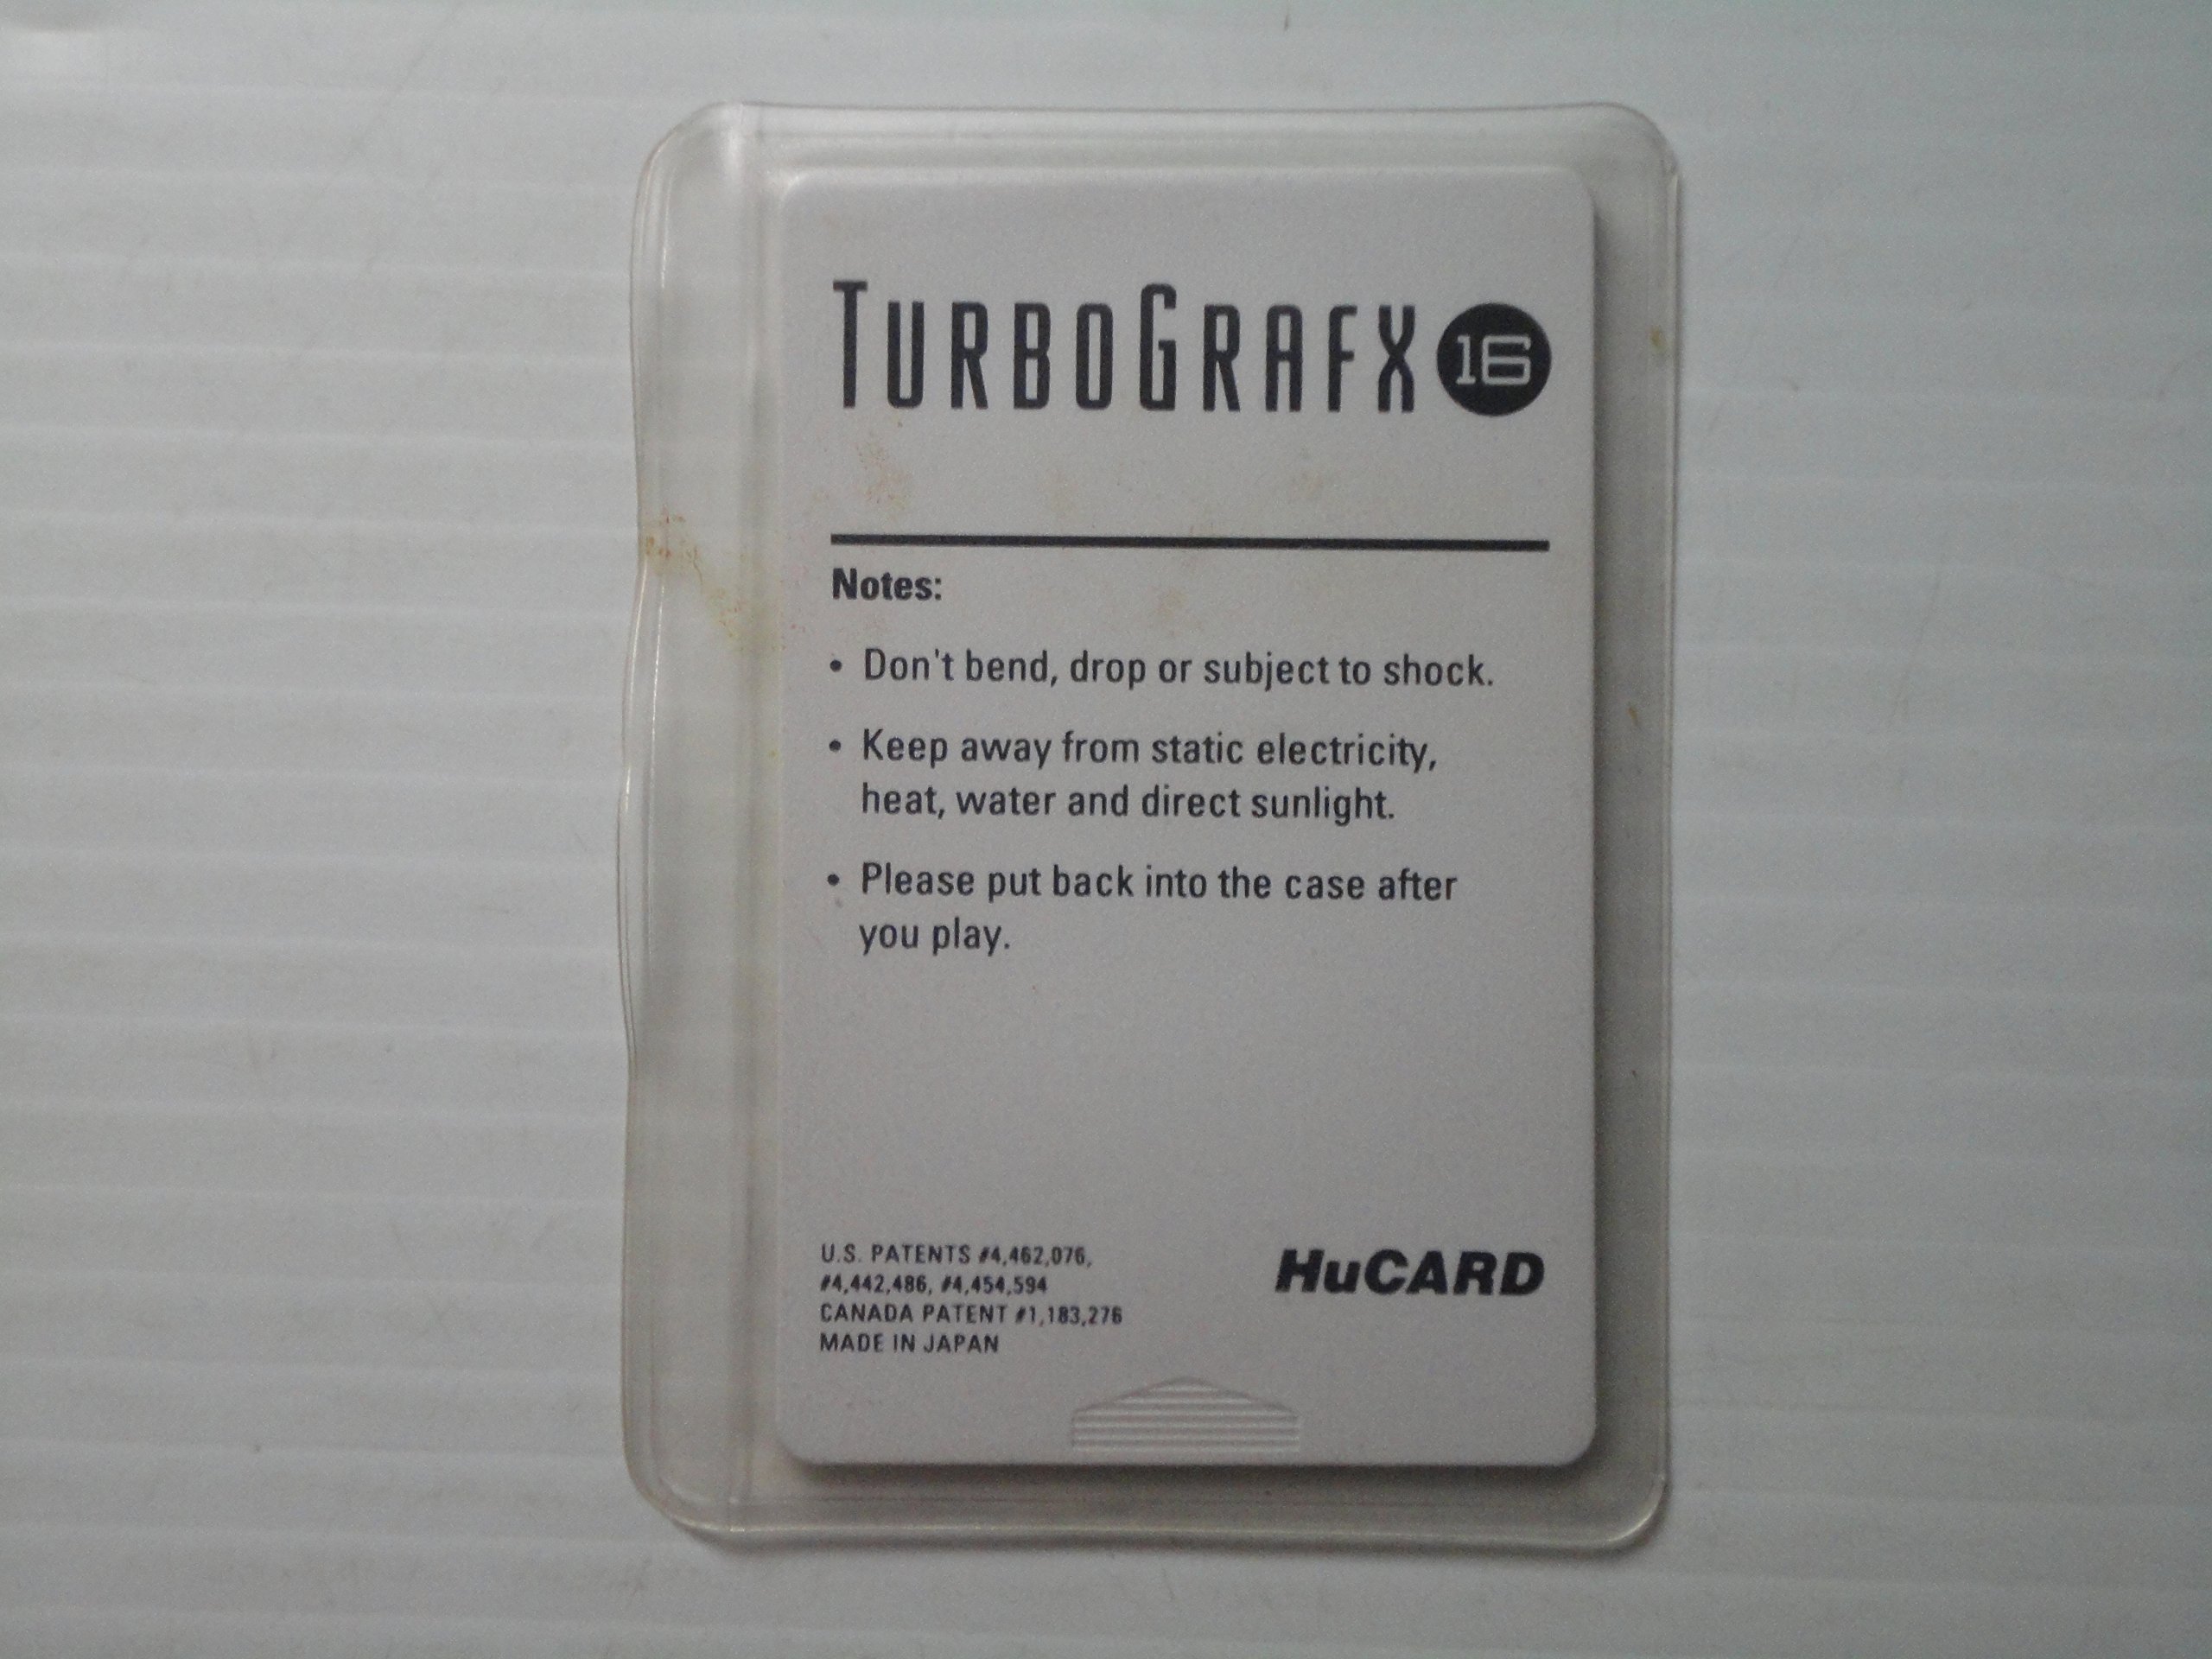 TURBOGRAFX 16
Notes:
• Don't bend, drop or subject to shock.
• Keep away from static electricity,
heat, water and direct sunlight.
• Please put back into the case after
you play.
U.S. PATENTS #4,462,076,
#4,442,486, #4,454,594
CANADA PATENT #1,183,276
MADE IN JAPAN
HuCARD